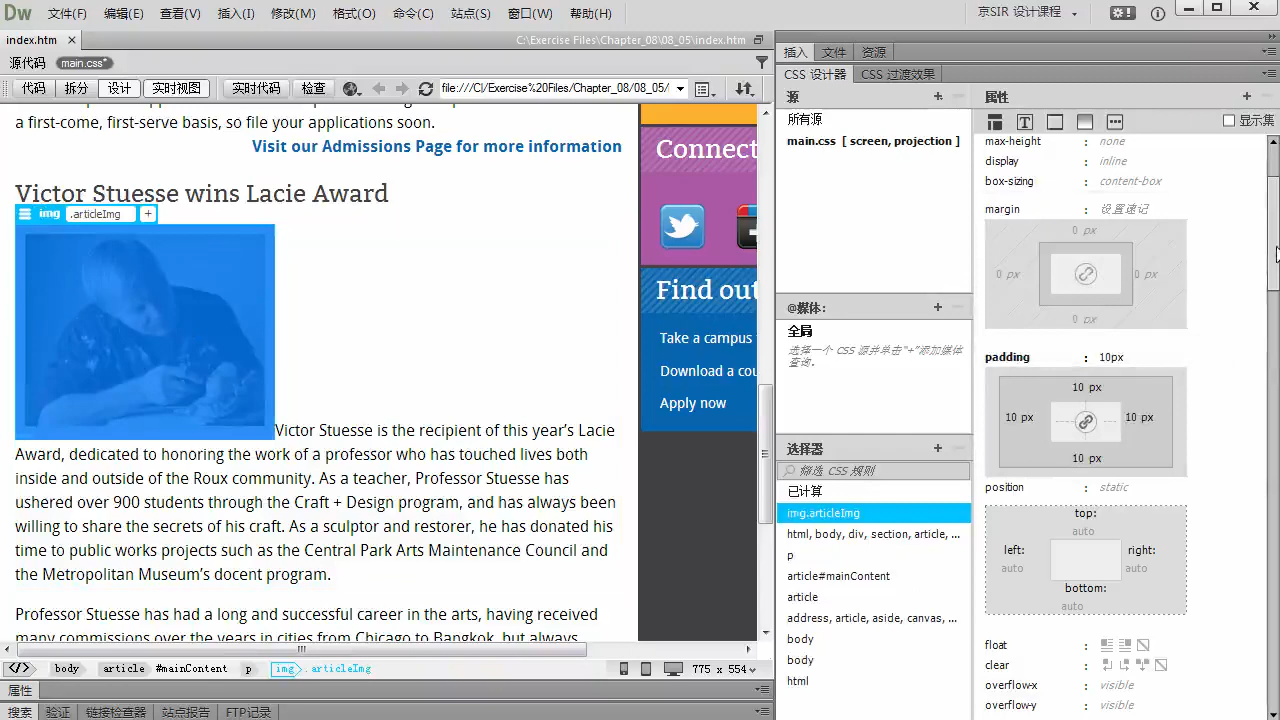 Dw 文件(F) 编辑(E) 查看(V) 插入(I) 修改(M) 格式(O) 命令(C) 站点(S) 窗口(W) 帮助(H) 京SIR 设计课程
index.htm C:\Exercise Files\Chapter_08\08_05\index.htm
源代码 main.css*
代码 拆分 设计 实时视图 实时代码 检查 file:///C|/Exercise%20Files/Chapter_08/08_05/
a first-come, first-serve basis, so file your applications soon.
Visit our Admissions Page for more information
Victor Stuesse wins Lacie Award
img .articleImg +
Victor Stuesse is the recipient of this year’s Lacie
Award, dedicated to honoring the work of a professor who has touched lives both
inside and outside of the Roux community. As a teacher, Professor Stuesse has
ushered over 900 students through the Craft + Design program, and has always been
willing to share the secrets of his craft. As a sculptor and restorer, he has donated his
time to public works projects such as the Central Park Arts Maintenance Council and
the Metropolitan Museum’s docent program.
Professor Stuesse has had a long and successful career in the arts, having received
many commissions over the years in cities from Chicago to Bangkok, but always
Connect
Find out
Take a campus
Download a cou
Apply now
body article #mainContent p img .articleImg 775 × 554
属性
搜索 验证 链接检查器 站点报告 FTP记录
插入 文件 资源
CSS 设计器 CSS 过渡效果
源
所有源
main.css [ screen, projection ]
@媒体:
全局
选择一个 CSS 源并单击“+”添加媒体
查询。
选择器
筛选 CSS 规则
已计算
img.articleImg
html, body, div, section, article, ...
p
article#mainContent
article
address, article, aside, canvas, ...
body
body
html
属性
显示集
max-height : none
display : inline
box-sizing : content-box
margin : 设置速记
0 px
0 px 0 px
0 px
padding : 10px
10 px
10 px 10 px
10 px
position : static
top:
auto
left: right:
auto auto
bottom:
auto
float :
clear :
overflow-x : visible
overflow-y : visible